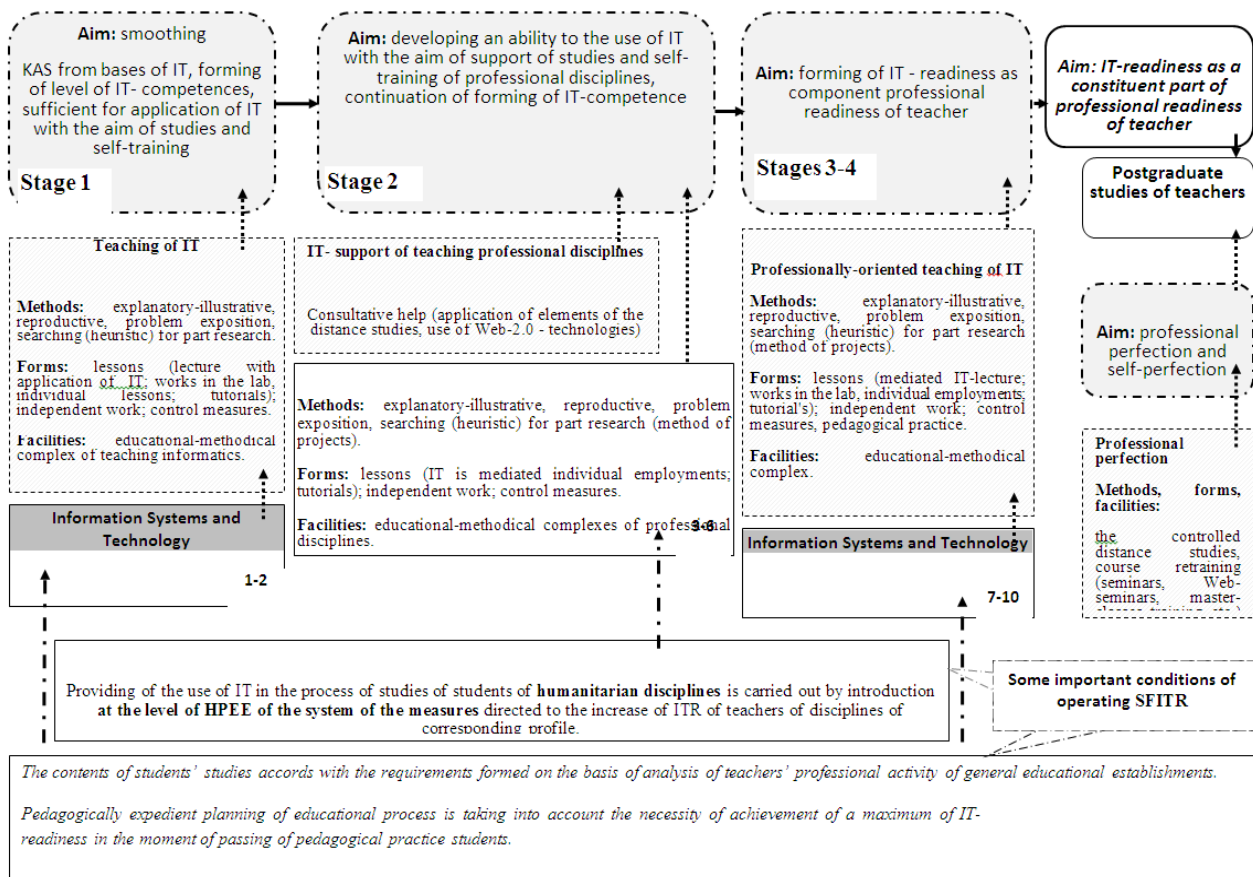 Aim: smoothing
KAS from bases of IT, forming
of level of IT- competences,
sufficient for application of IT
with the aim of studies and
self-training
Stage 1
Aim: developing an ability to the use of IT
with the aim of support of studies and self-
training of professional disciplines,
continuation of forming of IT-competence
Stage 2
Aim: forming of IT - readiness as
component professional
readiness of teacher
Stages 3-4
Aim: IT-readiness as a
constituent part of
professional readiness
of teacher
Postgraduate
studies of teachers
Teaching of IT
Methods: explanatory-illustrative,
reproductive, problem exposition,
searching (heuristic) for part research.
Forms: lessons (lecture with
application of IT; works in the lab,
individual lessons; tutorials);
independent work; control measures.
Facilities: educational-methodical
complex of teaching informatics.
IT- support of teaching professional disciplines
Consultative help (application of elements of
the distance studies, use of Web-2.0 - technologies)
Methods: explanatory-illustrative, reproductive, problem
exposition, searching (heuristic) for part research (method of
projects).
Forms: lessons (IT is mediated individual employments;
tutorials); independent work; control measures.
Facilities: educational-methodical complexes of professional
disciplines.
3-6
Professionally-oriented teaching of IT
Methods: explanatory-illustrative,
reproductive, problem exposition,
searching (heuristic) for part research
(method of projects).
Forms: lessons (mediated IT-lecture;
works in the lab, individual employments;
tutorial's); independent work; control
measures, pedagogical practice.
Facilities: educational-methodical
complex.
Aim: professional
perfection and
self-perfection
Professional
perfection
Methods, forms,
facilities:
the controlled
distance studies,
course retraining
(seminars, Web-
seminars, master-
Information Systems and
Technology
1-2
Information Systems and Technology
7-10
Providing of the use of IT in the process of studies of students of humanitarian disciplines is carried out by introduction
at the level of HPEE of the system of the measures directed to the increase of ITR of teachers of disciplines of
corresponding profile.
Some important conditions of
operating SFITR
The contents of students' studies accords with the requirements formed on the basis of analysis of teachers' professional activity of general educational establishments.
Pedagogically expedient planning of educational process is taking into account the necessity of achievement of a maximum of IT-
readiness in the moment of passing of pedagogical practice students.